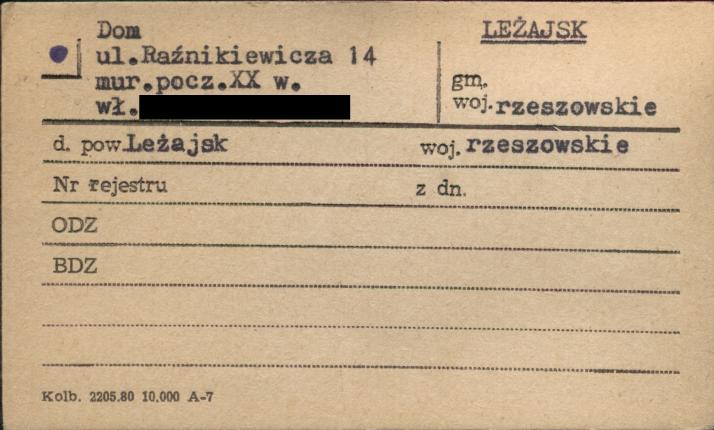 Dom
ul.Raźnikiewicza 14
mur.pocz.XX w.
wł.
LEŻAJSK
gm.
woj. rzeszowskie
d. pow. Leżajsk woj. rzeszowskie
Nr rejestru z dn.
ODZ
BDZ
Kolb. 2205.80 10.000 A-7